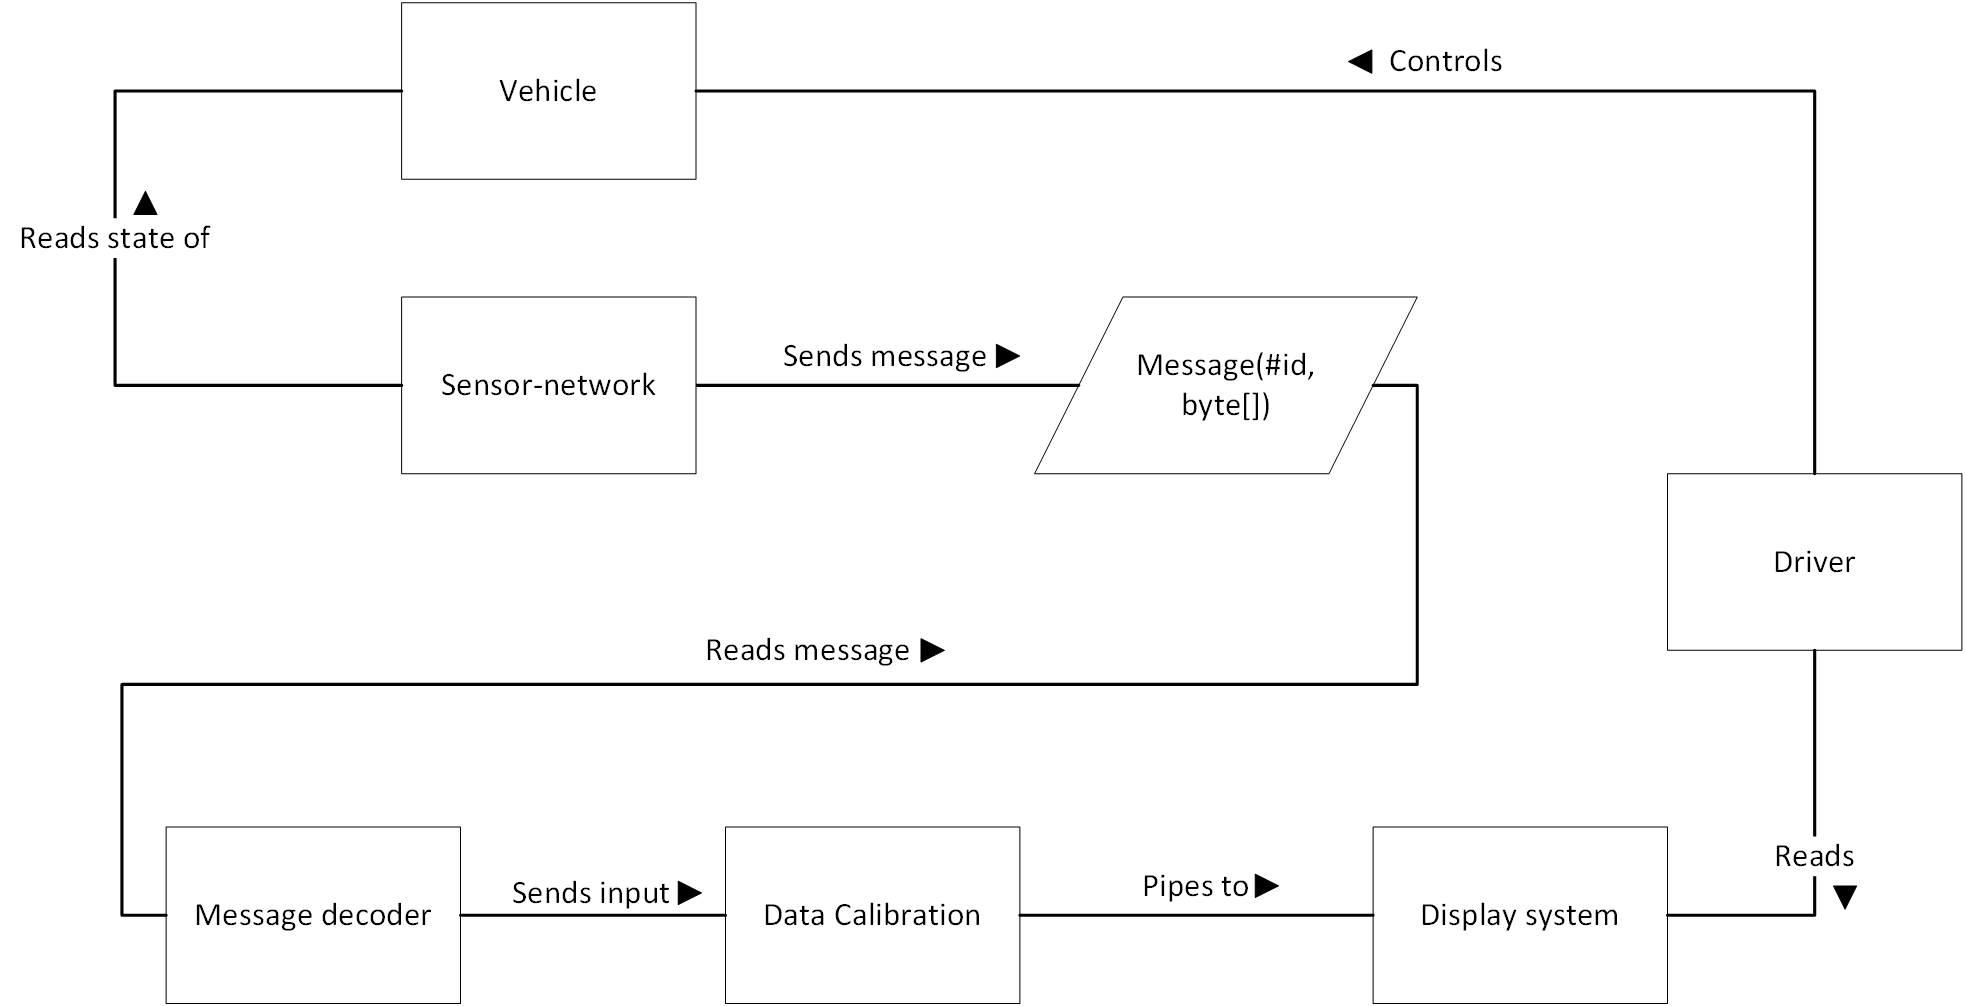 Controls
Vehicle
Reads state of
Sends message
Message(#id,
byte[])
Sensor-network
Driver
Reads message
Reads
Sends input
Pipes to
Message decoder
Data Calibration
Display system